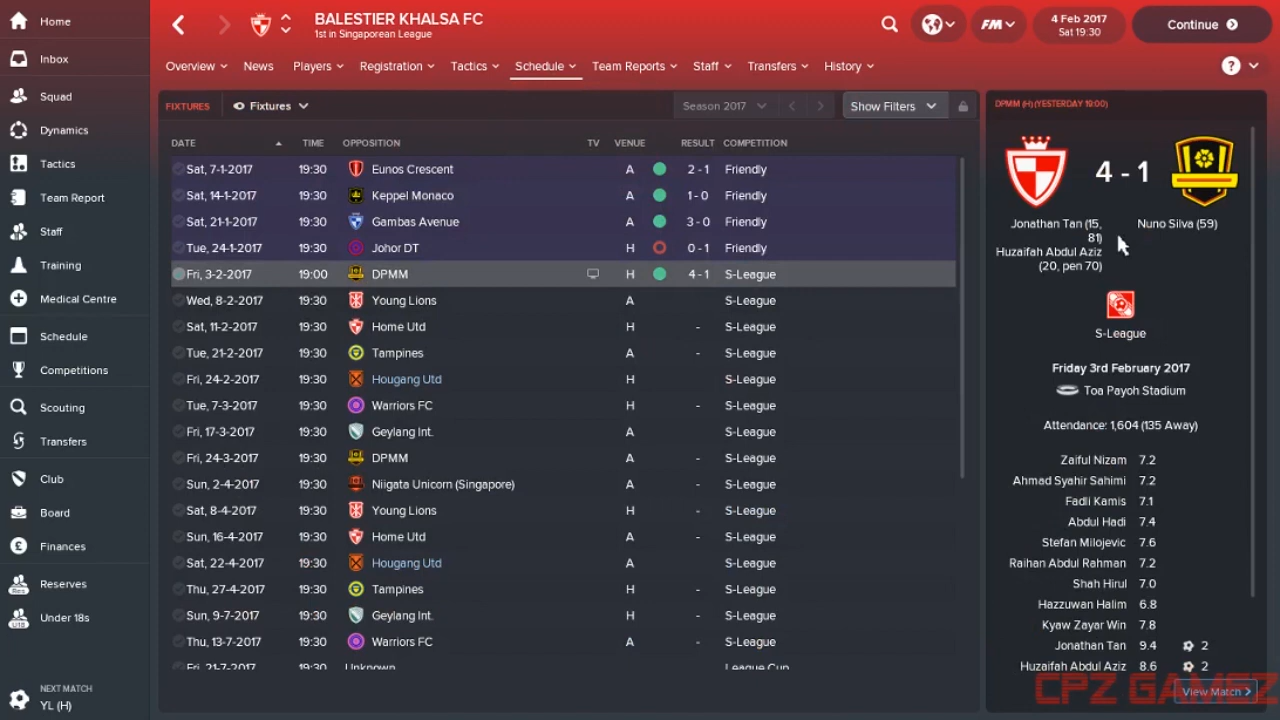 Home
Inbox
Squad
Dynamics
Tactics
Team Report
Staff
Training
Medical Centre
Schedule
Competitions
Scouting
Transfers
Club
Board
Finances
Reserves
Under 18s
NEXT MATCH
YL (H)
BALESTIER KHALSA FC
1st in Singaporean League
FM
4 Feb 2017
Sat 19:30
Continue
Overview News Players Registration Tactics Schedule Team Reports Staff Transfers History
FIXTURES Fixtures Season 2017 Show Filters
DATE TIME OPPOSITION TV VENUE RESULT COMPETITION
Sat, 7-1-2017 19:30 Eunos Crescent A 2 - 1 Friendly
Sat, 14-1-2017 19:30 Keppel Monaco A 1 - 0 Friendly
Sat, 21-1-2017 19:30 Gambas Avenue A 3 - 0 Friendly
Tue, 24-1-2017 19:30 Johor DT H 0 - 1 Friendly
Fri, 3-2-2017 19:00 DPMM H 4 - 1 S-League
Wed, 8-2-2017 19:30 Young Lions A S-League
Sat, 11-2-2017 19:30 Home Utd H - S-League
Tue, 21-2-2017 19:30 Tampines A - S-League
Fri, 24-2-2017 19:30 Hougang Utd H - S-League
Tue, 7-3-2017 19:30 Warriors FC H - S-League
Fri, 17-3-2017 19:30 Geylang Int. A - S-League
Fri, 24-3-2017 19:30 DPMM A - S-League
Sun, 2-4-2017 19:30 Niigata Unicorn (Singapore) A - S-League
Sat, 8-4-2017 19:30 Young Lions H - S-League
Sun, 16-4-2017 19:30 Home Utd A - S-League
Sat, 22-4-2017 19:30 Hougang Utd A - S-League
Thu, 27-4-2017 19:30 Tampines H - S-League
Sun, 9-7-2017 19:30 Geylang Int. H - S-League
Thu, 13-7-2017 19:30 Warriors FC A - S-League
Fri, 21-7-2017 19:30 Unknown League Cup
DPMM (H) (YESTERDAY 19:00)
4 - 1
Jonathan Tan (15, 81)
Huzaifah Abdul Aziz (20, pen 70)
Nuno Silva (59)
S-League
Friday 3rd February 2017
Toa Payoh Stadium
Attendance: 1,604 (135 Away)
Zaiful Nizam 7.2
Ahmad Syahir Sahimi 7.2
Fadli Kamis 7.1
Abdul Hadi 7.4
Stefan Milojevic 7.6
Raihan Abdul Rahman 7.2
Shah Hirul 7.0
Hazzuwan Halim 6.8
Kyaw Zayar Win 7.8
Jonathan Tan 9.4 2
Huzaifah Abdul Aziz 8.6 2
View Match
CPZ GAMEZ